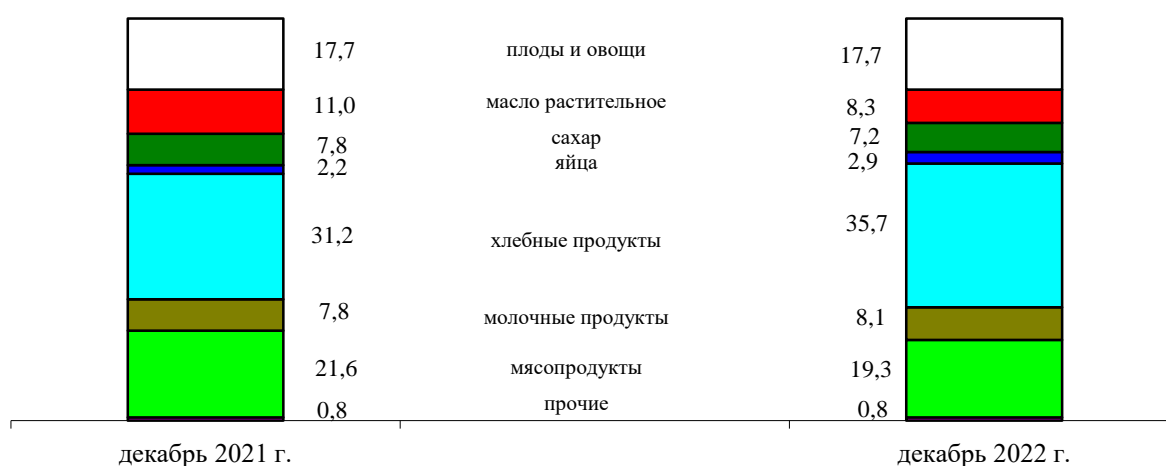 17,7 плоды и овощи 17,7
11,0 масло растительное 8,3
7,8 сахар 7,2
2,2 яйца 2,9
31,2 хлебные продукты 35,7
7,8 молочные продукты 8,1
21,6 мясопродукты 19,3
0,8 прочие 0,8
декабрь 2021 г. декабрь 2022 г.